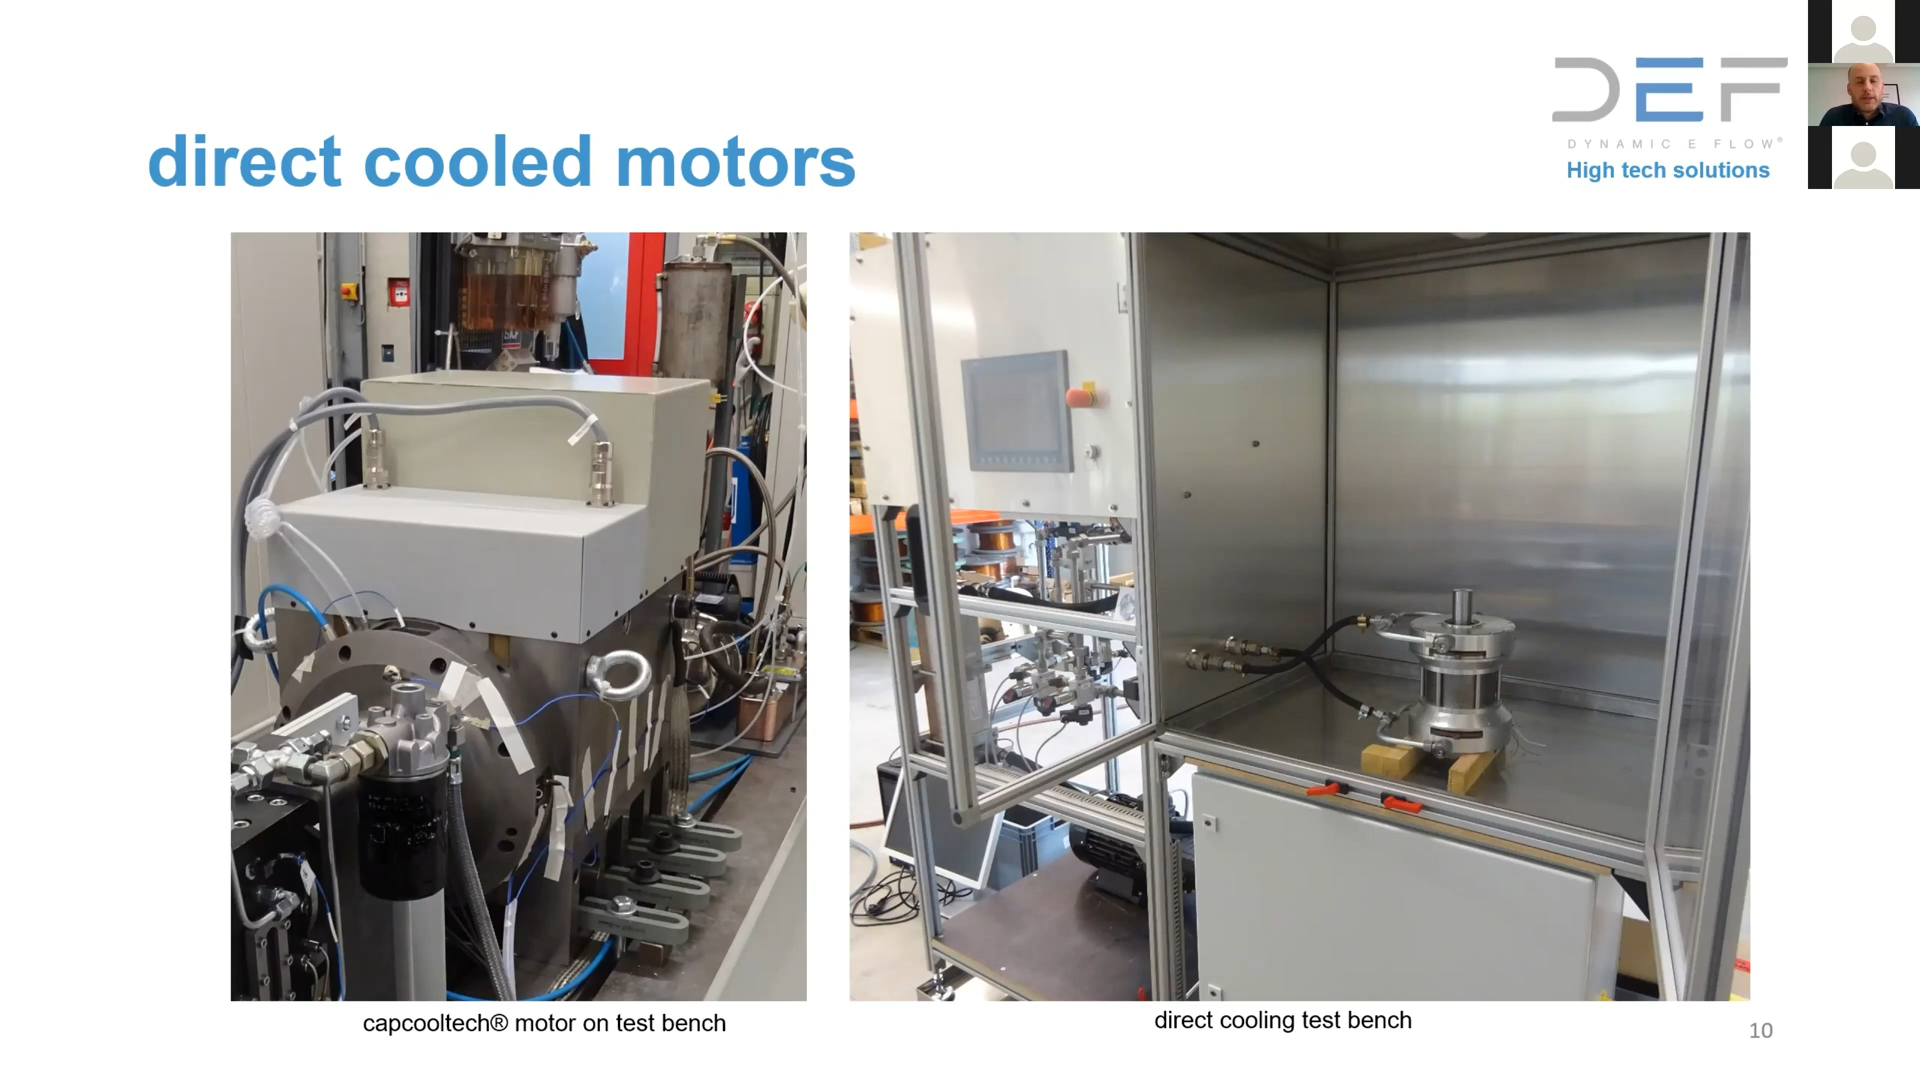 DEF
DYNAMIC E FLOW®
High tech solutions
direct cooled motors
SKF
capcooltech® motor on test bench
direct cooling test bench
10